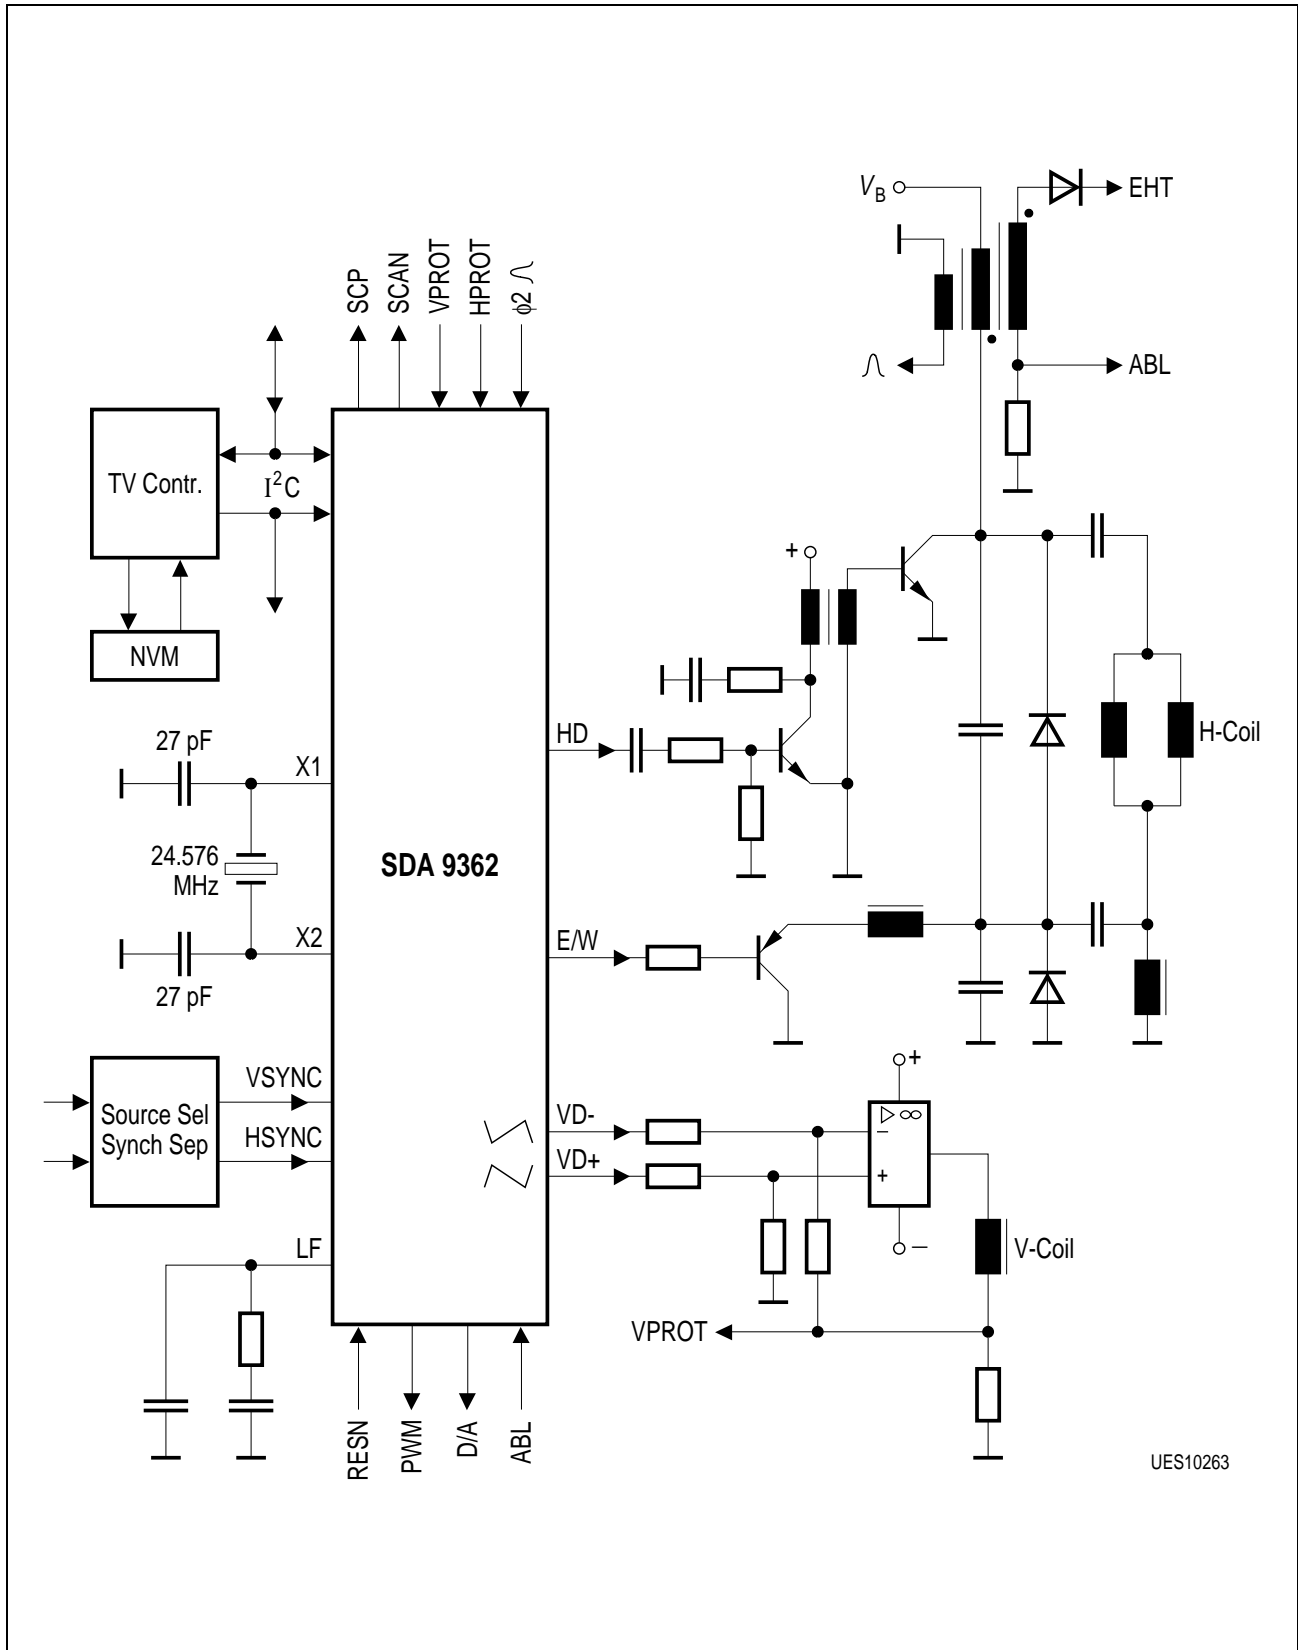 V_B
EHT
SCP
SCAN
VPROT
HPROT
ϕ2
ABL
TV Contr.
I²C
+
NVM
HD
H-Coil
27 pF
X1
24.576
MHz
SDA 9362
X2
E/W
27 pF
+
VSYNC
Source Sel
Synch Sep
HSYNC
VD-
▷ ∞
−
VD+
+
−
V-Coil
LF
VPROT
RESN
PWM
D/A
ABL
UES10263